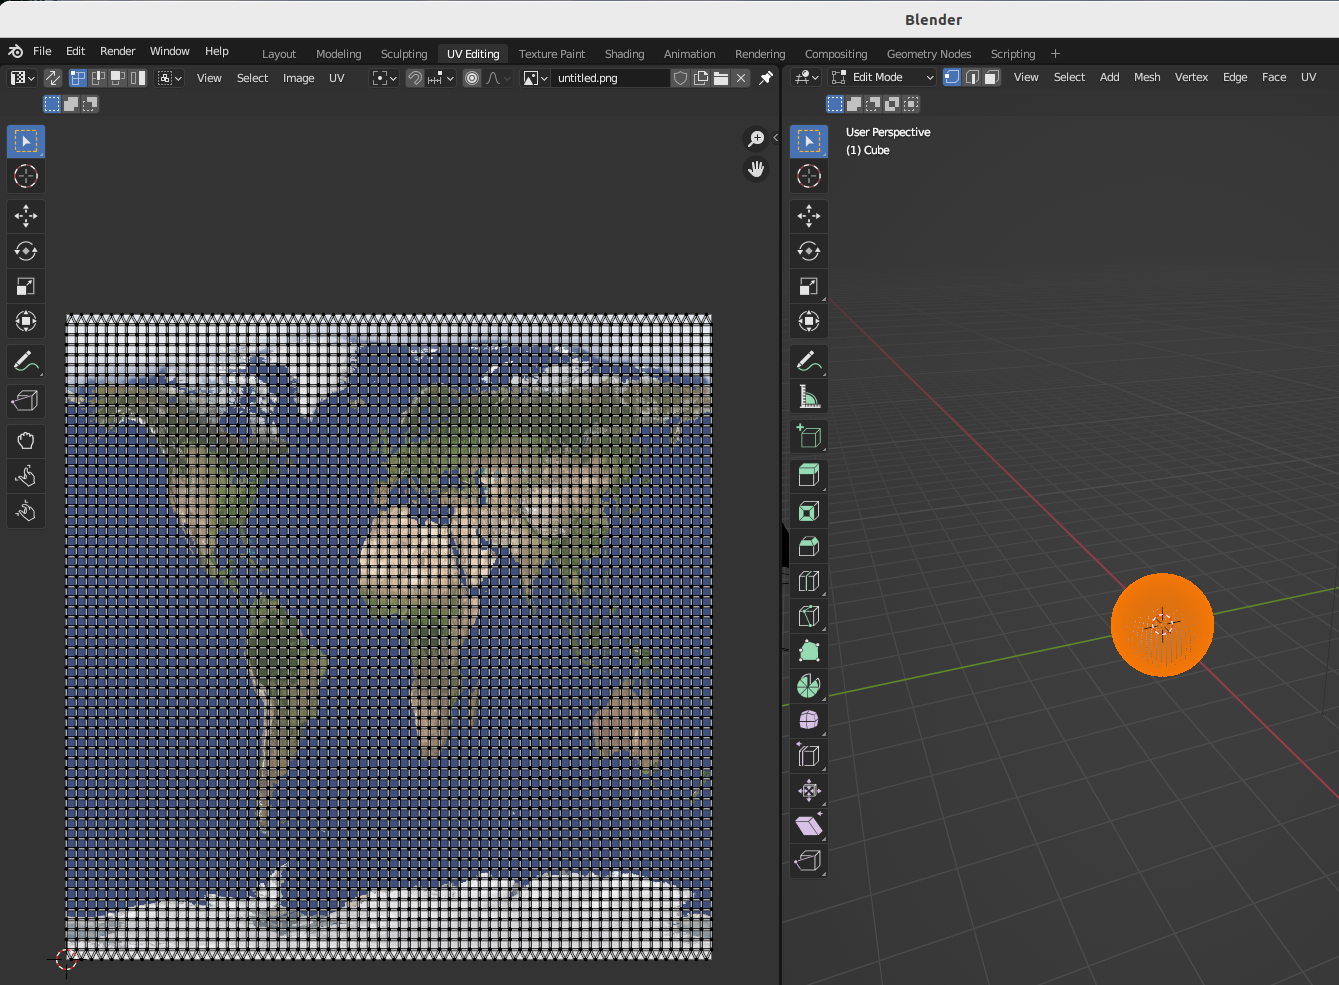 Blender
File Edit Render Window Help Layout Modeling Sculpting UV Editing Texture Paint Shading Animation Rendering Compositing Geometry Nodes Scripting +
View Select Image UV untitled.png Edit Mode View Select Add Mesh Vertex Edge Face UV
User Perspective
(1) Cube